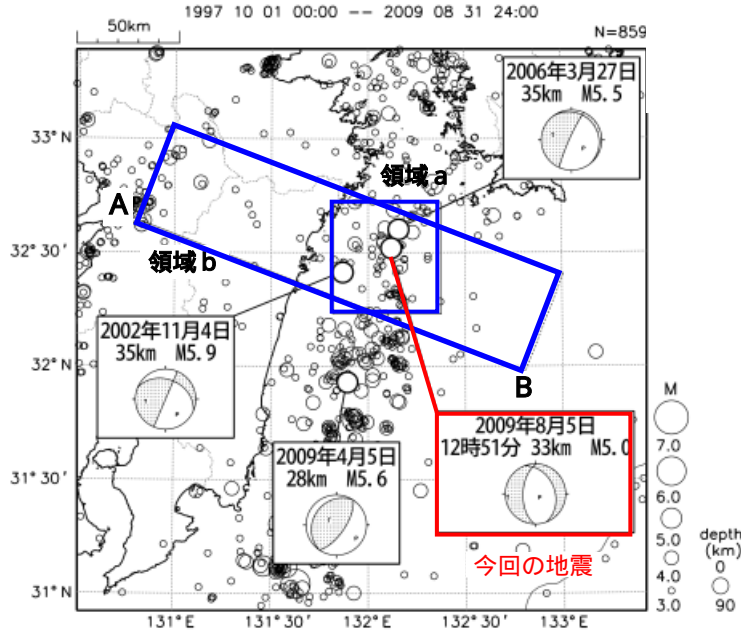 1997 10 01 00:00 -- 2009 08 31 24:00
50km
N=859
2006年3月27日
35km M5.5
33°N
領域a
A
32°30'
領域b
2002年11月4日
35km M5.9
32°N
B
2009年8月5日
12時51分 33km M5.0
2009年4月5日
28km M5.6
31°30'
今回の地震
31°N
131°E
131°30'
132°E
132°30'
133°E
M
7.0
6.0
5.0
4.0
3.0
depth
(km)
0
90